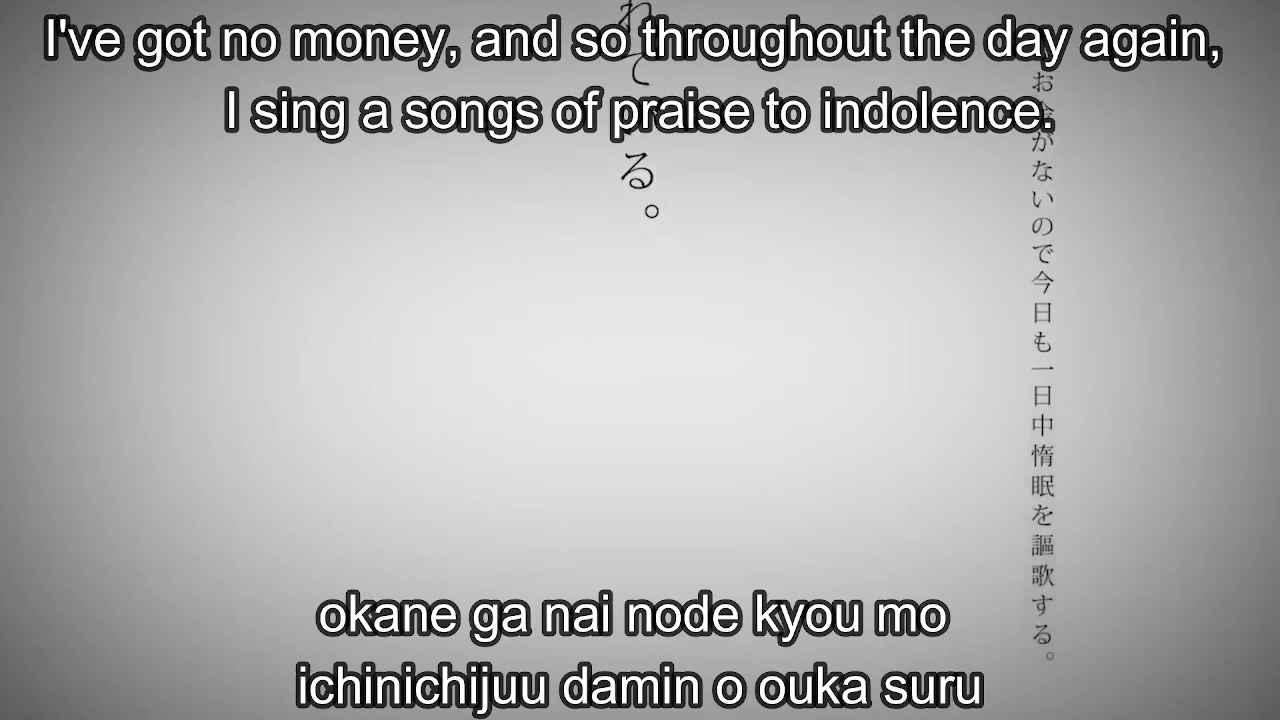 I've got no money, and so throughout the day again,
I sing a songs of praise to indolence.
お金がないので今日も一日中惰眠を謳歌する。
る。
okane ga nai node kyou mo
ichinichijuu damin o ouka suru